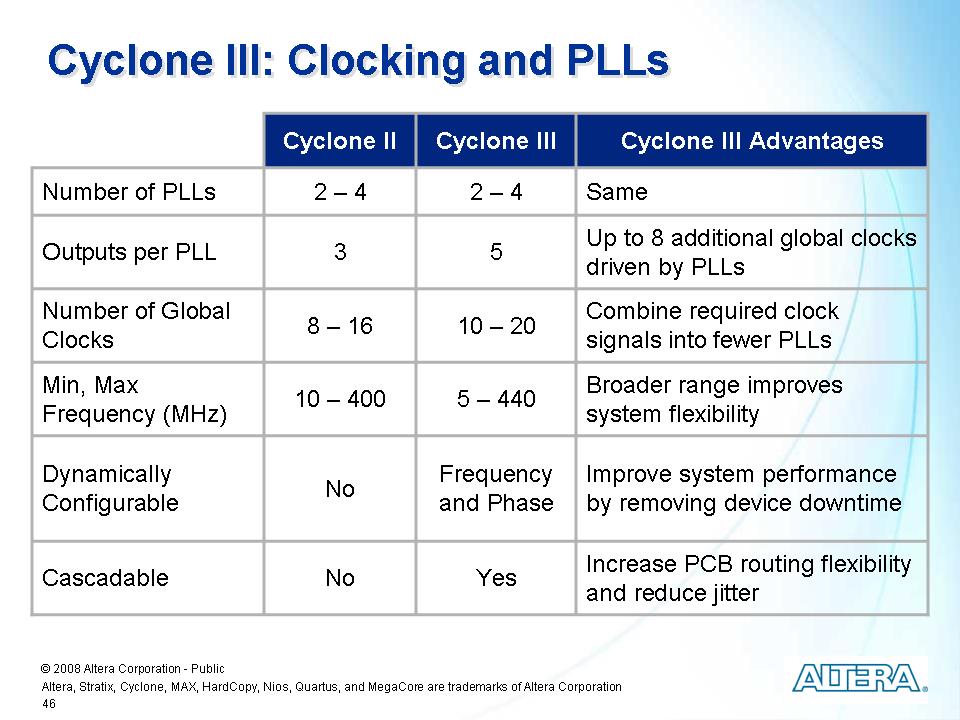 Cyclone III: Clocking and PLLs
Cyclone II
Cyclone III
Cyclone III Advantages
Number of PLLs
2 – 4
2 – 4
Same
Outputs per PLL
3
5
Up to 8 additional global clocks
driven by PLLs
Number of Global
Clocks
8 – 16
10 – 20
Combine required clock
signals into fewer PLLs
Min, Max
Frequency (MHz)
10 – 400
5 – 440
Broader range improves
system flexibility
Dynamically
Configurable
No
Frequency
and Phase
Improve system performance
by removing device downtime
Cascadable
No
Yes
Increase PCB routing flexibility
and reduce jitter
© 2008 Altera Corporation - Public
Altera, Stratix, Cyclone, MAX, HardCopy, Nios, Quartus, and MegaCore are trademarks of Altera Corporation
46
ALTERA®